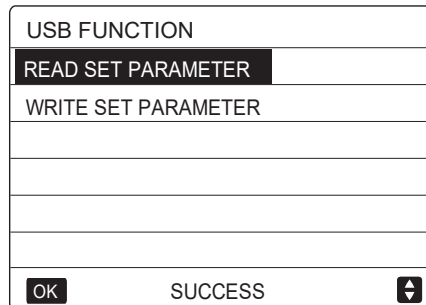 USB FUNCTION
READ SET PARAMETER
WRITE SET PARAMETER
OK SUCCESS